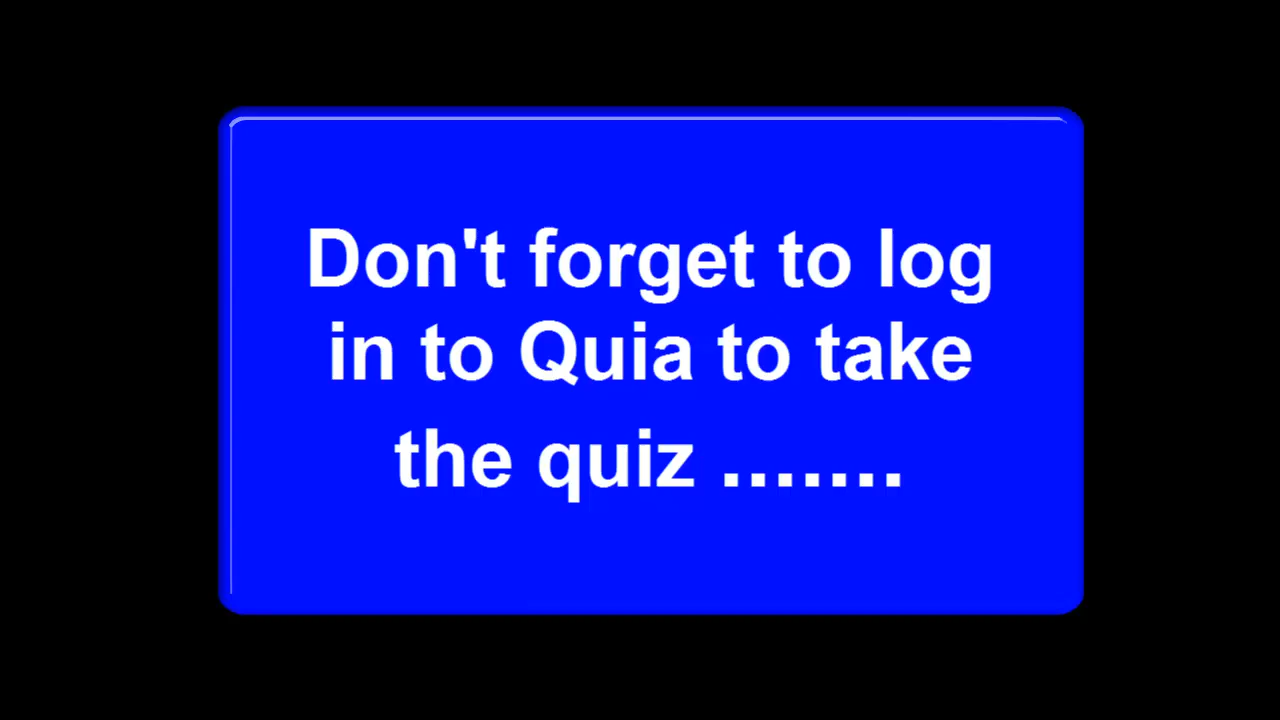 Don't forget to log
in to Quia to take
the quiz .......